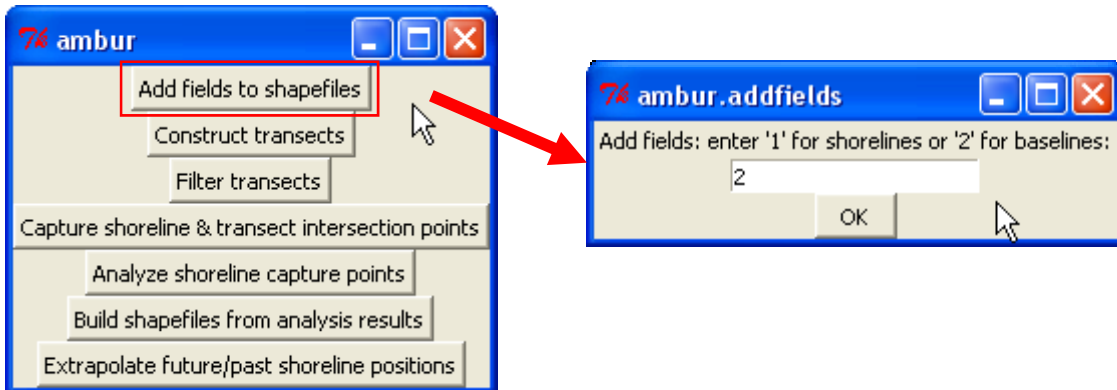 ambur
Add fields to shapefiles
Construct transects
Filter transects
Capture shoreline & transect intersection points
Analyze shoreline capture points
Build shapefiles from analysis results
Extrapolate future/past shoreline positions
ambur.addfields
Add fields: enter '1' for shorelines or '2' for baselines:
2
OK